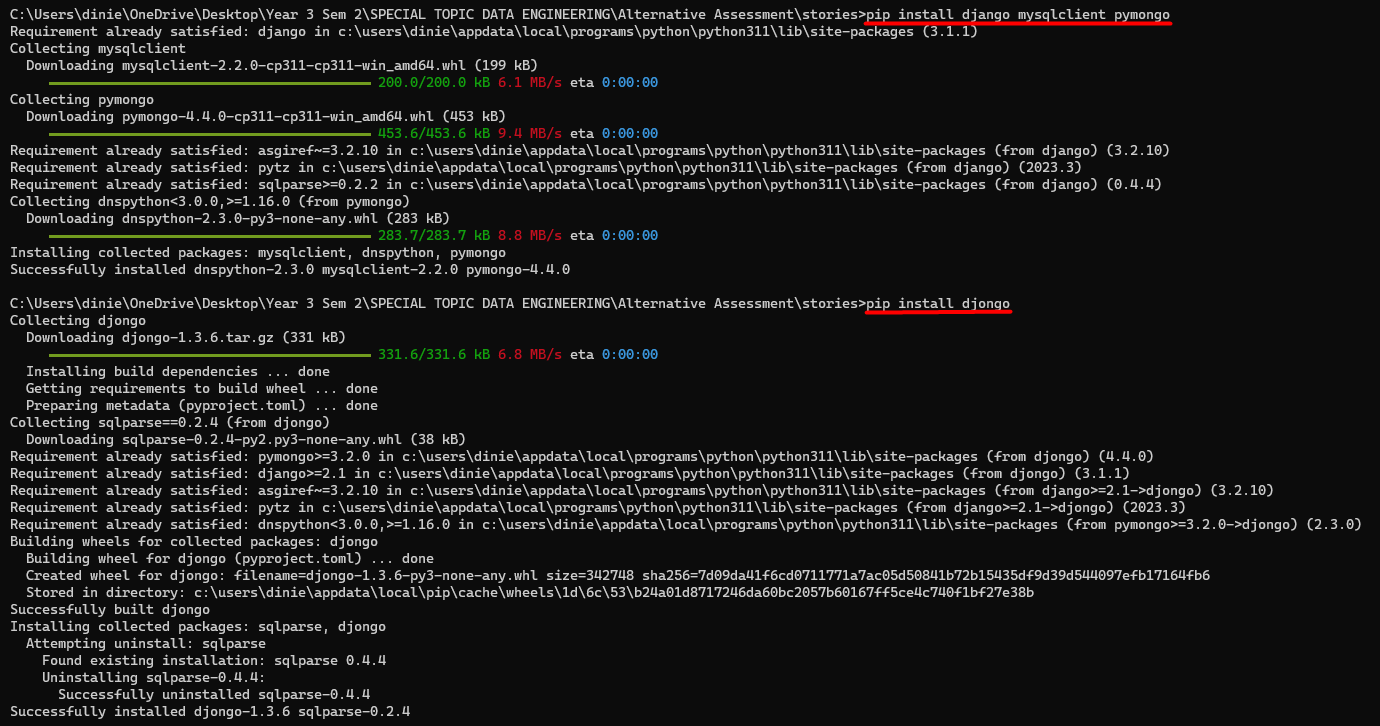 C:\Users\dinie\OneDrive\Desktop\Year 3 Sem 2\SPECIAL TOPIC DATA ENGINEERING\Alternative Assessment\stories>pip install django mysqlclient pymongo
Requirement already satisfied: django in c:\users\dinie\appdata\local\programs\python\python311\lib\site-packages (3.1.1)
Collecting mysqlclient
  Downloading mysqlclient-2.2.0-cp311-cp311-win_amd64.whl (199 kB)
200.0/200.0 kB 6.1 MB/s eta 0:00:00
Collecting pymongo
  Downloading pymongo-4.4.0-cp311-cp311-win_amd64.whl (453 kB)
453.6/453.6 kB 9.4 MB/s eta 0:00:00
Requirement already satisfied: asgiref~=3.2.10 in c:\users\dinie\appdata\local\programs\python\python311\lib\site-packages (from django) (3.2.10)
Requirement already satisfied: pytz in c:\users\dinie\appdata\local\programs\python\python311\lib\site-packages (from django) (2023.3)
Requirement already satisfied: sqlparse>=0.2.2 in c:\users\dinie\appdata\local\programs\python\python311\lib\site-packages (from django) (0.4.4)
Collecting dnspython<3.0.0,>=1.16.0 (from pymongo)
  Downloading dnspython-2.3.0-py3-none-any.whl (283 kB)
283.7/283.7 kB 8.8 MB/s eta 0:00:00
Installing collected packages: mysqlclient, dnspython, pymongo
Successfully installed dnspython-2.3.0 mysqlclient-2.2.0 pymongo-4.4.0
C:\Users\dinie\OneDrive\Desktop\Year 3 Sem 2\SPECIAL TOPIC DATA ENGINEERING\Alternative Assessment\stories>pip install djongo
Collecting djongo
  Downloading djongo-1.3.6.tar.gz (331 kB)
331.6/331.6 kB 6.8 MB/s eta 0:00:00
  Installing build dependencies ... done
  Getting requirements to build wheel ... done
  Preparing metadata (pyproject.toml) ... done
Collecting sqlparse==0.2.4 (from djongo)
  Downloading sqlparse-0.2.4-py2.py3-none-any.whl (38 kB)
Requirement already satisfied: pymongo>=3.2.0 in c:\users\dinie\appdata\local\programs\python\python311\lib\site-packages (from djongo) (4.4.0)
Requirement already satisfied: django>=2.1 in c:\users\dinie\appdata\local\programs\python\python311\lib\site-packages (from djongo) (3.1.1)
Requirement already satisfied: asgiref~=3.2.10 in c:\users\dinie\appdata\local\programs\python\python311\lib\site-packages (from django>=2.1->djongo) (3.2.10)
Requirement already satisfied: pytz in c:\users\dinie\appdata\local\programs\python\python311\lib\site-packages (from django>=2.1->djongo) (2023.3)
Requirement already satisfied: dnspython<3.0.0,>=1.16.0 in c:\users\dinie\appdata\local\programs\python\python311\lib\site-packages (from pymongo>=3.2.0->djongo) (2.3.0)
Building wheels for collected packages: djongo
  Building wheel for djongo (pyproject.toml) ... done
  Created wheel for djongo: filename=djongo-1.3.6-py3-none-any.whl size=342748 sha256=7d09da41f6cd0711771a7ac05d50841b72b15435df9d39d544097efb17164fb6
  Stored in directory: c:\users\dinie\appdata\local\pip\cache\wheels\1d\6c\53\b24a01d8717246da60bc2057b60167ff5ce4c740f1bf27e38b
Successfully built djongo
Installing collected packages: sqlparse, djongo
  Attempting uninstall: sqlparse
    Found existing installation: sqlparse 0.4.4
    Uninstalling sqlparse-0.4.4:
      Successfully uninstalled sqlparse-0.4.4
Successfully installed djongo-1.3.6 sqlparse-0.2.4